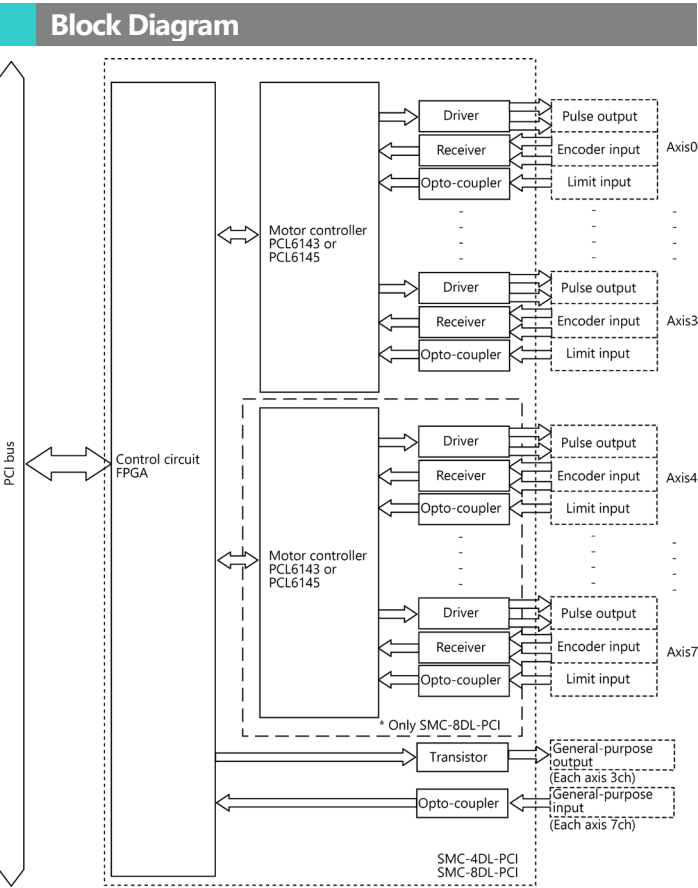 Block Diagram
PCI bus
Control circuit
FPGA
Motor controller
PCL6143 or
PCL6145
Driver
Pulse output
Receiver
Encoder input
Axis0
Opto-coupler
Limit input
Driver
Pulse output
Receiver
Encoder input
Axis3
Opto-coupler
Limit input
Motor controller
PCL6143 or
PCL6145
Driver
Pulse output
Receiver
Encoder input
Axis4
Opto-coupler
Limit input
Driver
Pulse output
Receiver
Encoder input
Axis7
Opto-coupler
Limit input
* Only SMC-8DL-PCI
Transistor
General-purpose
output
(Each axis 3ch)
Opto-coupler
General-purpose
input
(Each axis 7ch)
SMC-4DL-PCI
SMC-8DL-PCI